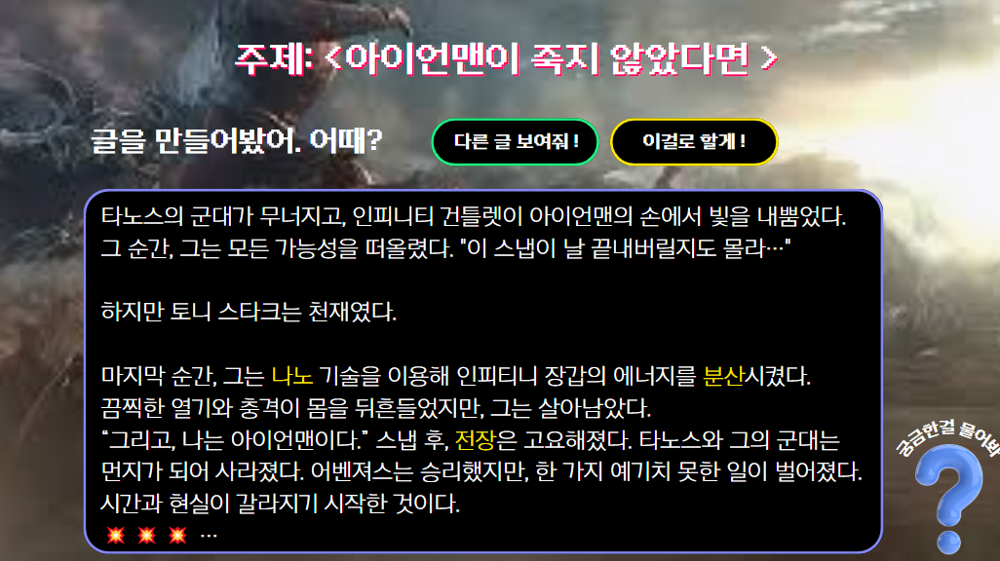 주제: <아이언맨이 죽지 않았다면 >
글을 만들어봤어. 어때?
다른 글 보여줘 !
이걸로 할게 !
타노스의 군대가 무너지고, 인피니티 건틀렛이 아이언맨의 손에서 빛을 내뿜었다.
그 순간, 그는 모든 가능성을 떠올렸다. "이 스냅이 날 끝내버릴지도 몰라…"
하지만 토니 스타크는 천재였다.
마지막 순간, 그는 나노 기술을 이용해 인피티니 장갑의 에너지를 분산시켰다.
끔찍한 열기와 충격이 몸을 뒤흔들었지만, 그는 살아남았다.
“그리고, 나는 아이언맨이다.” 스냅 후, 전장은 고요해졌다. 타노스와 그의 군대는
먼지가 되어 사라졌다. 어벤져스는 승리했지만, 한 가지 예기치 못한 일이 벌어졌다.
시간과 현실이 갈라지기 시작한 것이다.
💥 💥 💥 …
궁금한걸 물어봐
?